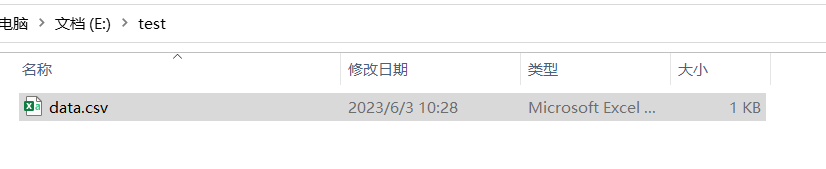 电脑 > 文档 (E:) > test
名称 修改日期 类型 大小
data.csv 2023/6/3 10:28 Microsoft Excel ... 1 KB